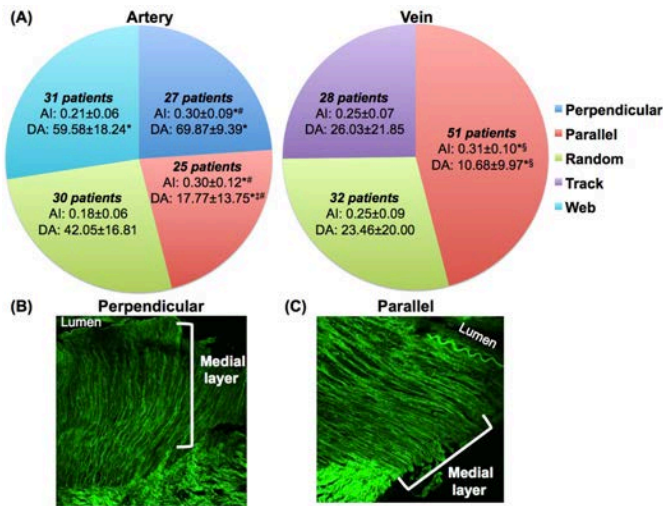 (A)
Artery
31 patients
AI: 0.21±0.06
DA: 59.58±18.24*
27 patients
AI: 0.30±0.09*#
DA: 69.87±9.39*
25 patients
AI: 0.30±0.12*#
DA: 17.77±13.75*‡#
30 patients
AI: 0.18±0.06
DA: 42.05±16.81
Vein
28 patients
AI: 0.25±0.07
DA: 26.03±21.85
51 patients
AI: 0.31±0.10*§
DA: 10.68±9.97*§
32 patients
AI: 0.25±0.09
DA: 23.46±20.00
Perpendicular
Parallel
Random
Track
Web
(B)
Perpendicular
Lumen
Medial
layer
(C)
Parallel
Lumen
Medial
layer